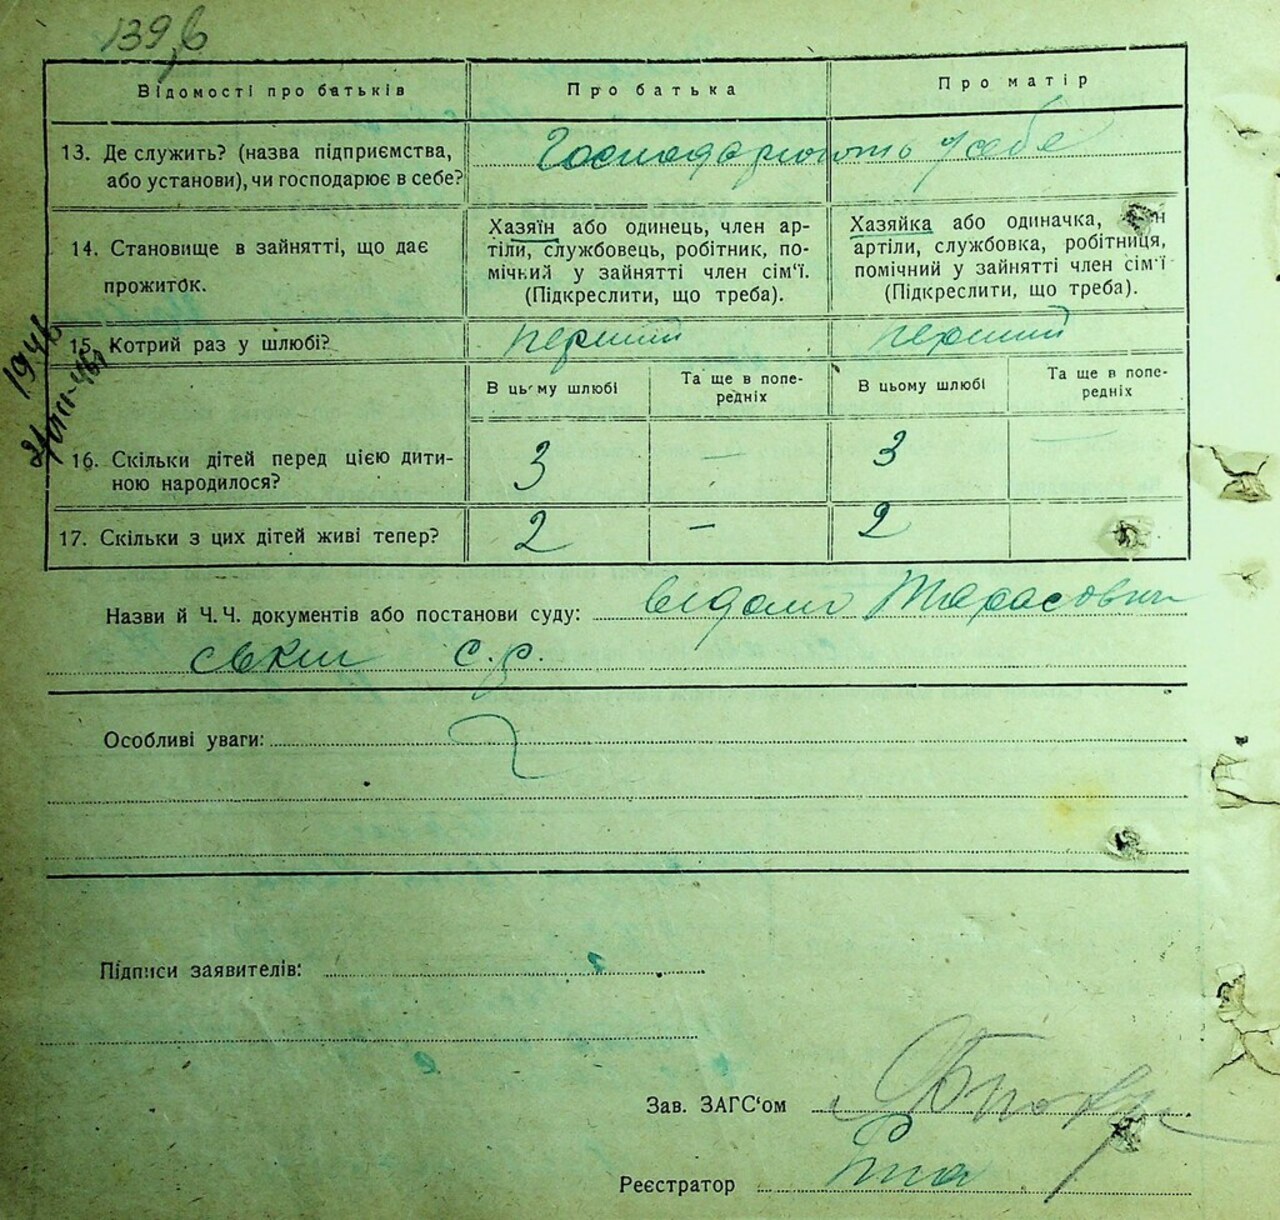 139
Відомості про батьків
Про батька
Про матір
13. Де служить? (назва підприємства,
або установи), чи господарює в себе?
Господарюють у себе
14. Становище в зайнятті, що дає
прожиток.
Хазяїн або одинець, член ар-
тіли, службовець, робітник, по-
мічний у зайнятті член сім'ї.
(Підкреслити, що треба).
Хазяйка або одиначка,
артіли, службовка, робітниця,
помічний у зайнятті член сім'ї
(Підкреслити, що треба).
15. Котрий раз у шлюбі?
перший
перший
В цьому шлюбі
Та ще в попе-
редніх
В цьому шлюбі
Та ще в попе-
редніх
16. Скільки дітей перед цією дити-
ною народилося?
3
—
3
—
17. Скільки з цих дітей живі тепер?
2
—
2
Назви й Ч.Ч. документів або постанови суду:
Тарасовки
ськи с.р.
Особливі уваги:
Підписи заявителів:
Зав. ЗАГС'ом
Реєстратор